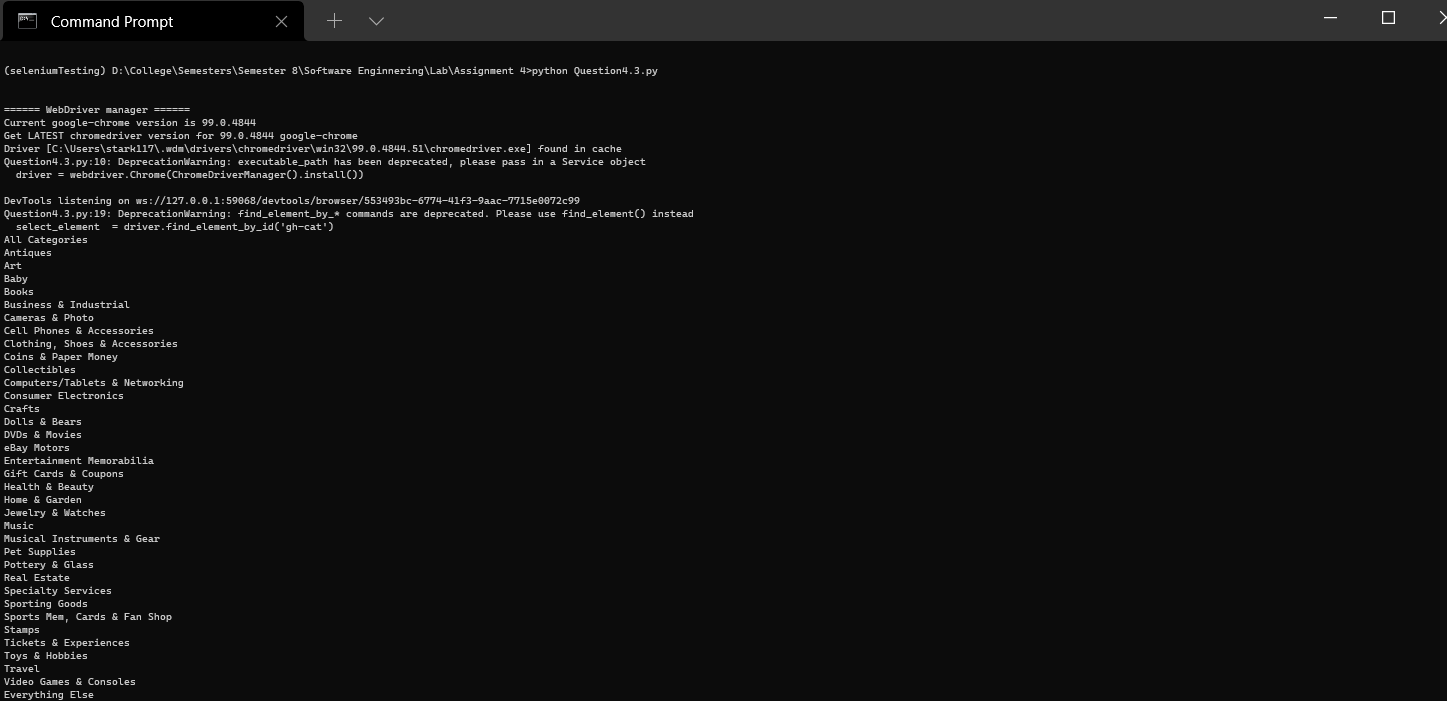 Command Prompt
(seleniumTesting) D:\College\Semesters\Semester 8\Software Enginnering\Lab\Assignment 4>python Question4.3.py
====== WebDriver manager ======
Current google-chrome version is 99.0.4844
Get LATEST chromedriver version for 99.0.4844 google-chrome
Driver [C:\Users\stark117\.wdm\drivers\chromedriver\win32\99.0.4844.51\chromedriver.exe] found in cache
Question4.3.py:10: DeprecationWarning: executable_path has been deprecated, please pass in a Service object
  driver = webdriver.Chrome(ChromeDriverManager().install())
DevTools listening on ws://127.0.0.1:59068/devtools/browser/553493bc-6774-41f3-9aac-7715e0072c99
Question4.3.py:19: DeprecationWarning: find_element_by_* commands are deprecated. Please use find_element() instead
  select_element  = driver.find_element_by_id('gh-cat')
All Categories
Antiques
Art
Baby
Books
Business & Industrial
Cameras & Photo
Cell Phones & Accessories
Clothing, Shoes & Accessories
Coins & Paper Money
Collectibles
Computers/Tablets & Networking
Consumer Electronics
Crafts
Dolls & Bears
DVDs & Movies
eBay Motors
Entertainment Memorabilia
Gift Cards & Coupons
Health & Beauty
Home & Garden
Jewelry & Watches
Music
Musical Instruments & Gear
Pet Supplies
Pottery & Glass
Real Estate
Specialty Services
Sporting Goods
Sports Mem, Cards & Fan Shop
Stamps
Tickets & Experiences
Toys & Hobbies
Travel
Video Games & Consoles
Everything Else